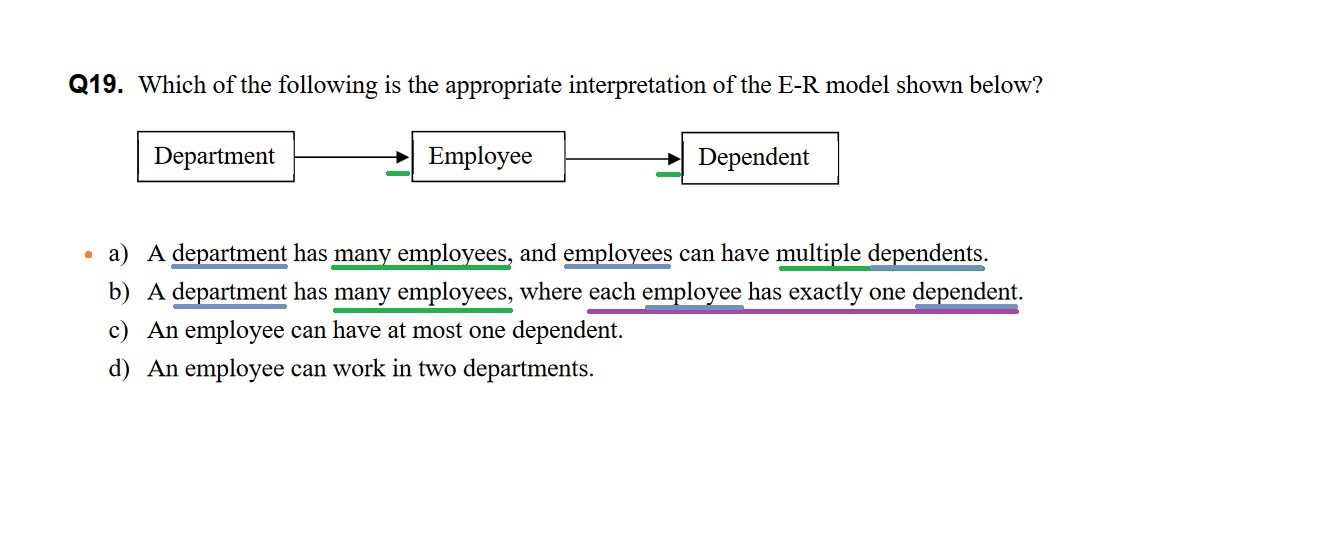 Q19. Which of the following is the appropriate interpretation of the E-R model shown below?
Department Employee Dependent
a) A department has many employees, and employees can have multiple dependents.
b) A department has many employees, where each employee has exactly one dependent.
c) An employee can have at most one dependent.
d) An employee can work in two departments.